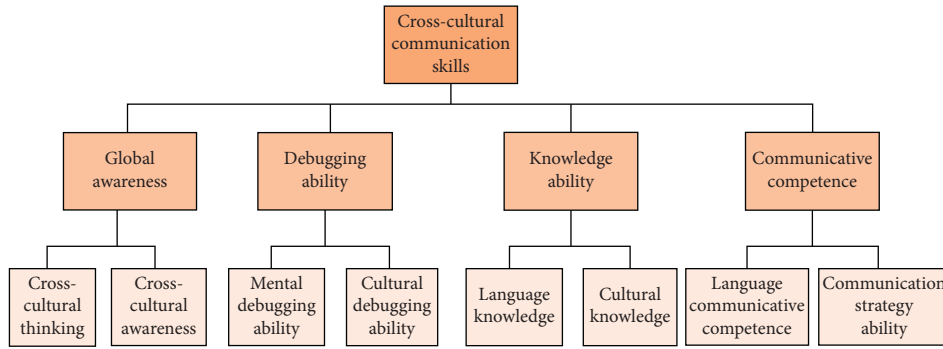 Cross-cultural
communication
skills
Global
awareness
Debugging
ability
Knowledge
ability
Communicative
competence
Cross-
cultural
thinking
Cross-
cultural
awareness
Mental
debugging
ability
Cultural
debugging
ability
Language
knowledge
Cultural
knowledge
Language
communicative
competence
Communication
strategy
ability